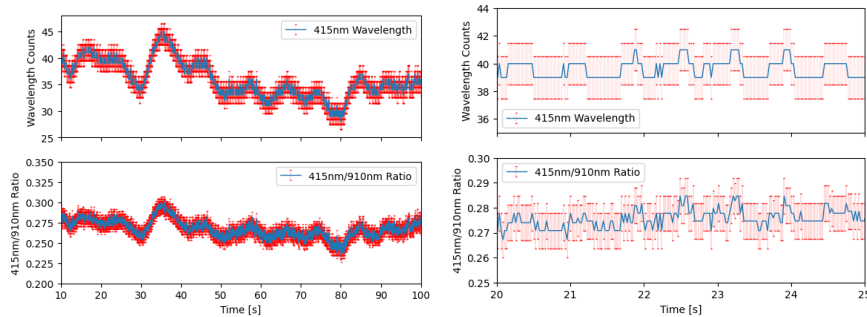 415nm Wavelength
Wavelength Counts
45
40
35
30
25
415nm/910nm Ratio
415nm/910nm Ratio
0.350
0.325
0.300
0.275
0.250
0.225
0.200
10 20 30 40 50 60 70 80 90 100
Time [s]
44
42
40
38
36
Wavelength Counts
415nm Wavelength
415nm/910nm Ratio
415nm/910nm Ratio
0.30
0.29
0.28
0.27
0.26
0.25
20 21 22 23 24 25
Time [s]